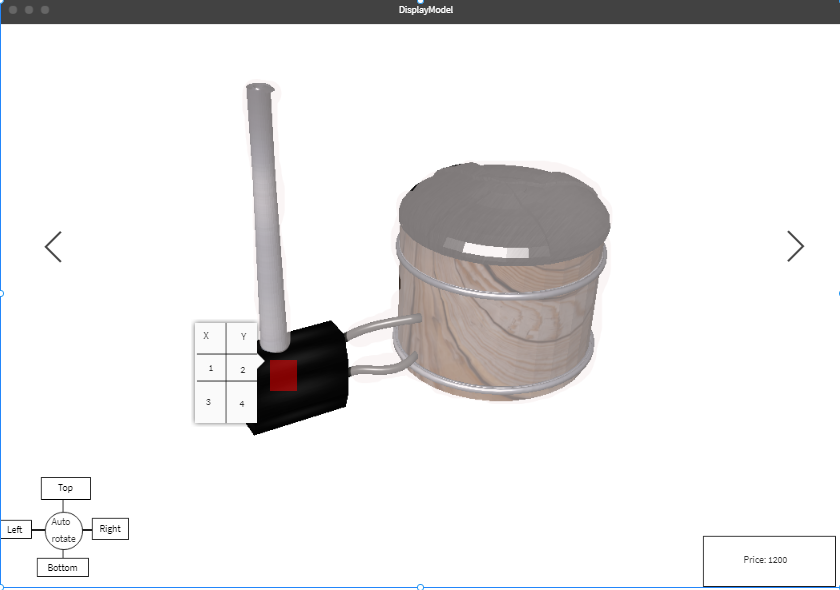 DisplayModel
X Y
1 2
3 4
Top
Left
Auto
rotate
Right
Bottom
Price: 1200